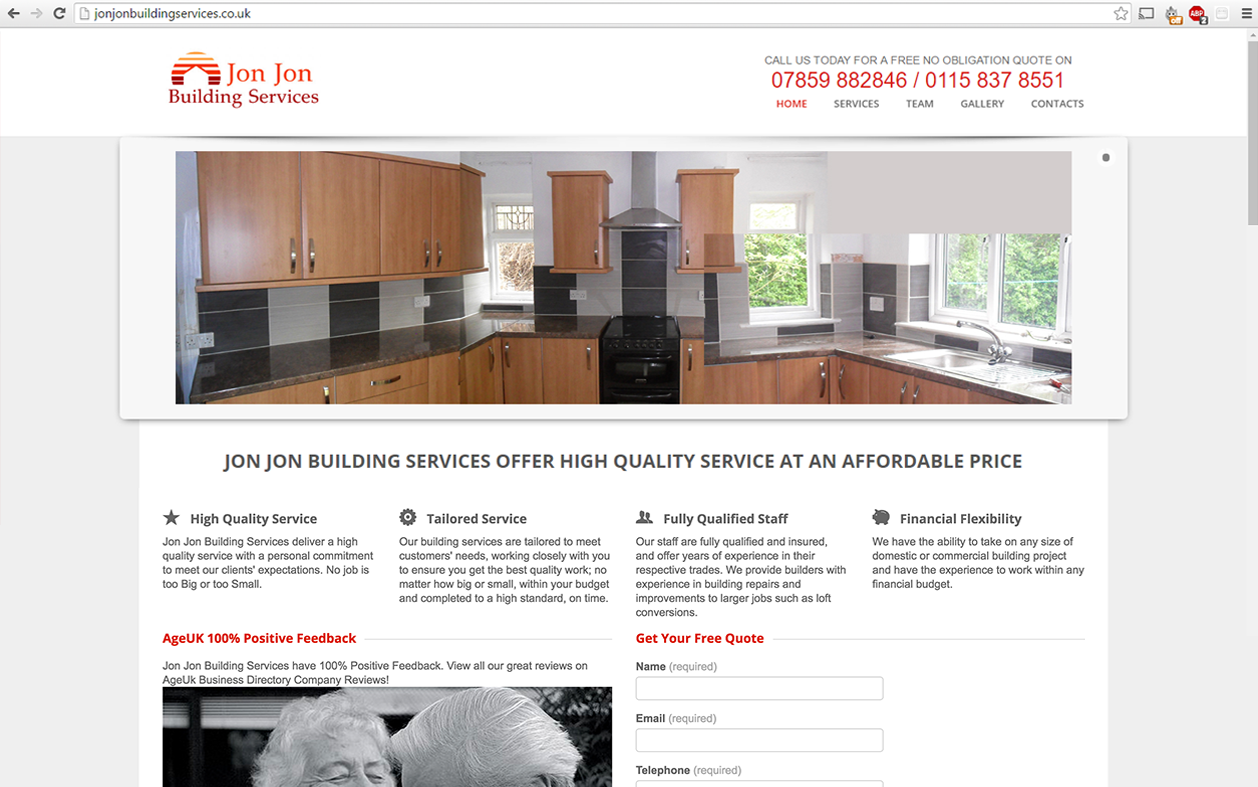 jonjonbuildingservices.co.uk
off
ABP
2
Jon Jon
Building Services
CALL US TODAY FOR A FREE NO OBLIGATION QUOTE ON
07859 882846 / 0115 837 8551
HOME SERVICES TEAM GALLERY CONTACTS
JON JON BUILDING SERVICES OFFER HIGH QUALITY SERVICE AT AN AFFORDABLE PRICE
High Quality Service
Jon Jon Building Services deliver a high
quality service with a personal commitment
to meet our clients' expectations. No job is
too Big or too Small.
Tailored Service
Our building services are tailored to meet
customers' needs, working closely with you
to ensure you get the best quality work; no
matter how big or small, within your budget
and completed to a high standard, on time.
Fully Qualified Staff
Our staff are fully qualified and insured,
and offer years of experience in their
respective trades. We provide builders with
experience in building repairs and
improvements to larger jobs such as loft
conversions.
Financial Flexibility
We have the ability to take on any size of
domestic or commercial building project
and have the experience to work within any
financial budget.
AgeUK 100% Positive Feedback
Jon Jon Building Services have 100% Positive Feedback. View all our great reviews on
AgeUk Business Directory Company Reviews!
Get Your Free Quote
Name (required)
Email (required)
Telephone (required)